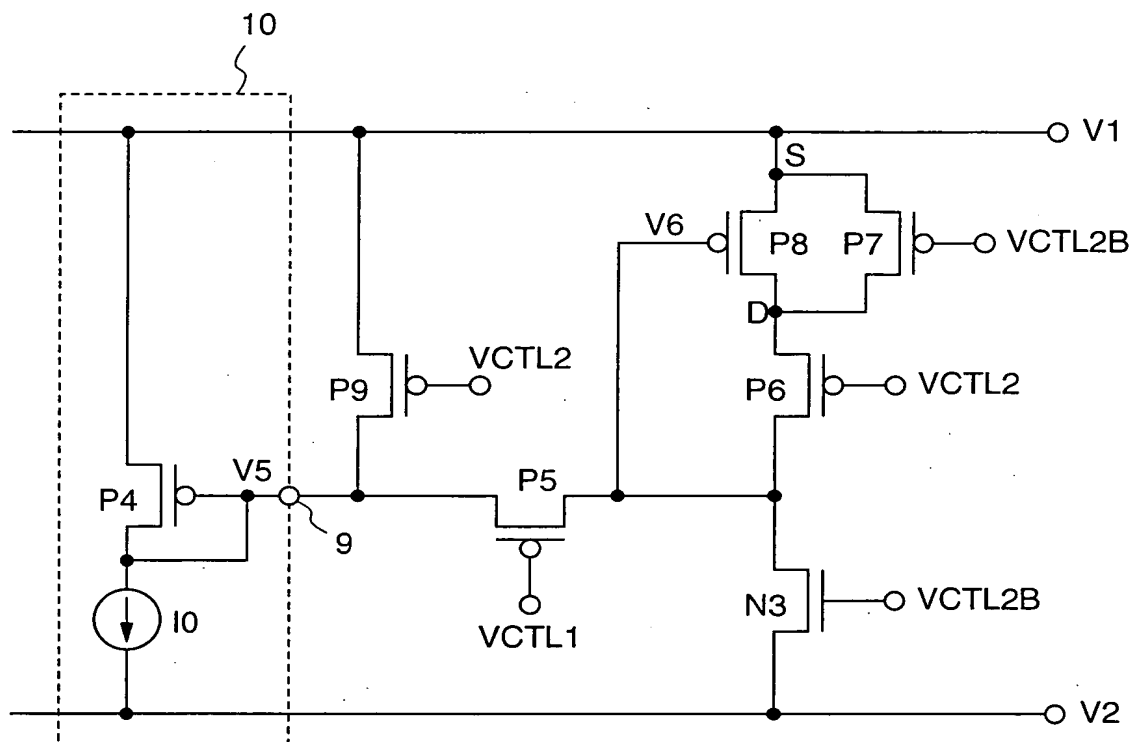 10
V1
S
V6
P8
P7
VCTL2B
D
VCTL2
P9
P6
VCTL2
V5
P5
P4
9
I0
VCTL1
N3
VCTL2B
V2